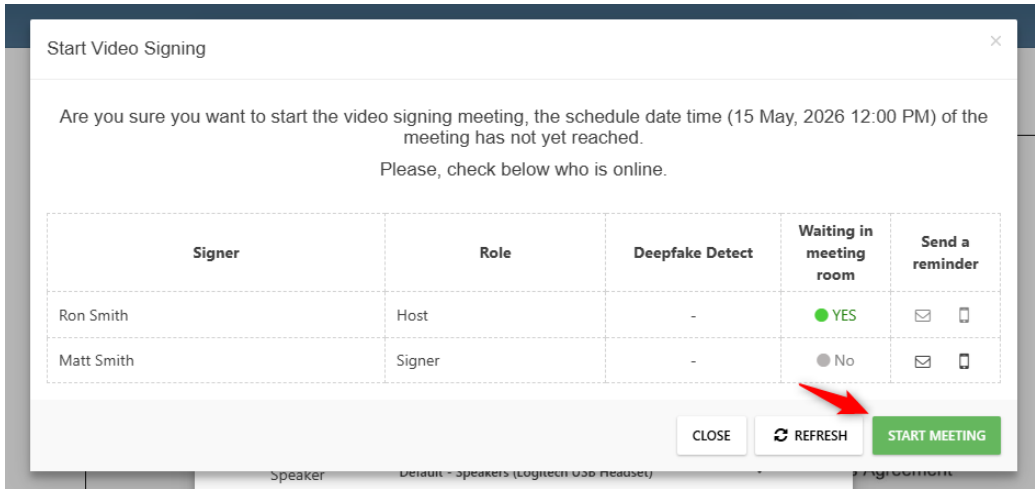 Start Video Signing
×
Are you sure you want to start the video signing meeting, the schedule date time (15 May, 2026 12:00 PM) of the
meeting has not yet reached.
Please, check below who is online.
Signer Role Deepfake Detect Waiting in meeting room Send a reminder
Ron Smith Host - YES
Matt Smith Signer - No
CLOSE REFRESH START MEETING
Speaker Default - Speakers (Logitech USB Headset) Agreement